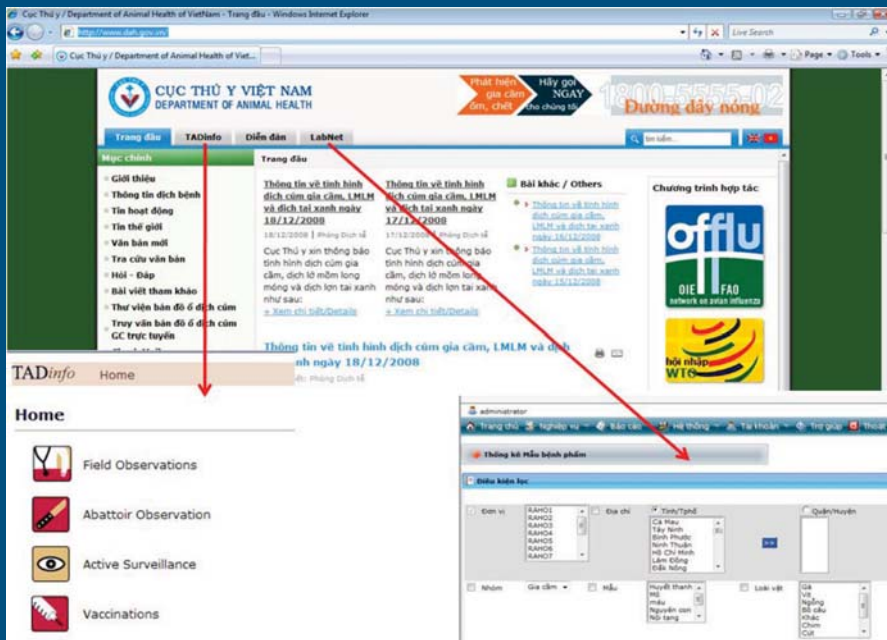 Cục Thú y / Department of Animal Health of VietNam - Trang đầu - Windows Internet Explorer
http://www.dah.gov.vn/
Live Search
Cục Thú y / Department of Animal Health of Viet...
Page
Tools
CỤC THÚ Y VIỆT NAM
DEPARTMENT OF ANIMAL HEALTH
Phát hiện gia cầm ốm, chết
Hãy gọi NGAY cho chúng tôi
1800-5555-02
Đường dây nóng
Trang đầu
TADinfo
Diễn đàn
LabNet
tìm kiếm...
Mục chính
Giới thiệu
Thông tin dịch bệnh
Tin hoạt động
Tin thế giới
Văn bản mới
Tra cứu văn bản
Hỏi - Đáp
Bài viết tham khảo
Thư viện bản đồ ổ dịch cúm
Truy vấn bản đồ ổ dịch cúm
GC trực tuyến
Trang đầu
Thông tin về tình hình
dịch cúm gia cầm, LMLM
và dịch tai xanh ngày
18/12/2008
18/12/2008 | Phòng Dịch tễ
Cục Thú y xin thông báo
tình hình dịch cúm gia
cầm, dịch lở mồm long
móng và dịch lợn tai xanh
như sau:
» Xem chi tiết/Details
Thông tin về tình hình
dịch cúm gia cầm, LMLM
và dịch tai xanh ngày
17/12/2008
17/12/2008 | Phòng Dịch tễ
Cục Thú y xin thông báo
tình hình dịch cúm gia
cầm, dịch lở mồm long
móng và dịch lợn tai xanh
như sau:
» Xem chi tiết/Details
Bài khác / Others
Thông tin về tình hình
dịch cúm gia cầm,
LMLM và dịch tai xanh
ngày 16/12/2008
Thông tin về tình hình
dịch cúm gia cầm,
LMLM và dịch tai xanh
ngày 15/12/2008
Chương trình hợp tác
offlu
OIE FAO
network on avian influenza
hội nhập
WTO
Thông tin về tình hình dịch cúm gia cầm, LMLM và dịch
anh ngày 18/12/2008
Phòng Dịch tễ
TADinfo
Home
Home
Field Observations
Abattoir Observation
Active Surveillance
Vaccinations
administrator
Trang chủ
Nghiệp vụ
Báo cáo
Hệ thống
Tài khoản
Trợ giúp
Thoát
Thống kê Mẫu bệnh phẩm
Điều kiện lọc
Đơn vị
RAHO1
RAHO2
RAHO3
RAHO4
RAHO5
RAHO6
RAHO7
Địa chỉ
Tỉnh/Tphố
Cà Mau
Tây Ninh
Bình Phước
Ninh Thuận
Hồ Chí Minh
Lâm Đồng
Đắk Nông
>>
Quận/Huyện
Nhóm
Gia cầm
Mẫu
Huyết thanh
Mô
máu
Nguyên con
Nội tạng
Loài vật
Gà
Vịt
Ngỗng
Bồ câu
Khác
Chim
Cút